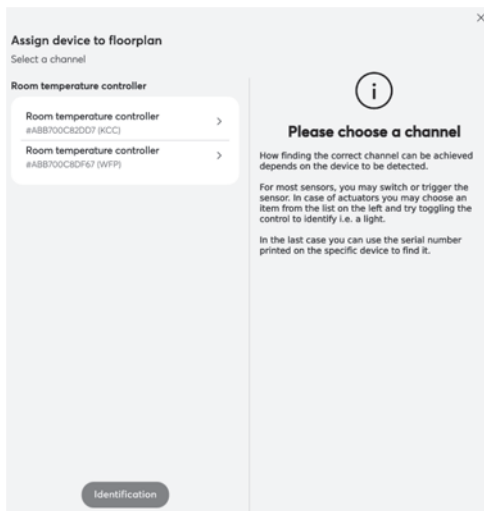 Assign device to floorplan
Select a channel
Room temperature controller
Room temperature controller
#ABB700C82DD7 (KCC)
Room temperature controller
#ABB700C8DF67 (WFP)
Identification
i
Please choose a channel
How finding the correct channel can be achieved
depends on the device to be detected.
For most sensors, you may switch or trigger the
sensor. In case of actuators you may choose an
item from the list on the left and try toggling the
control to identify i.e. a light.
In the last case you can use the serial number
printed on the specific device to find it.